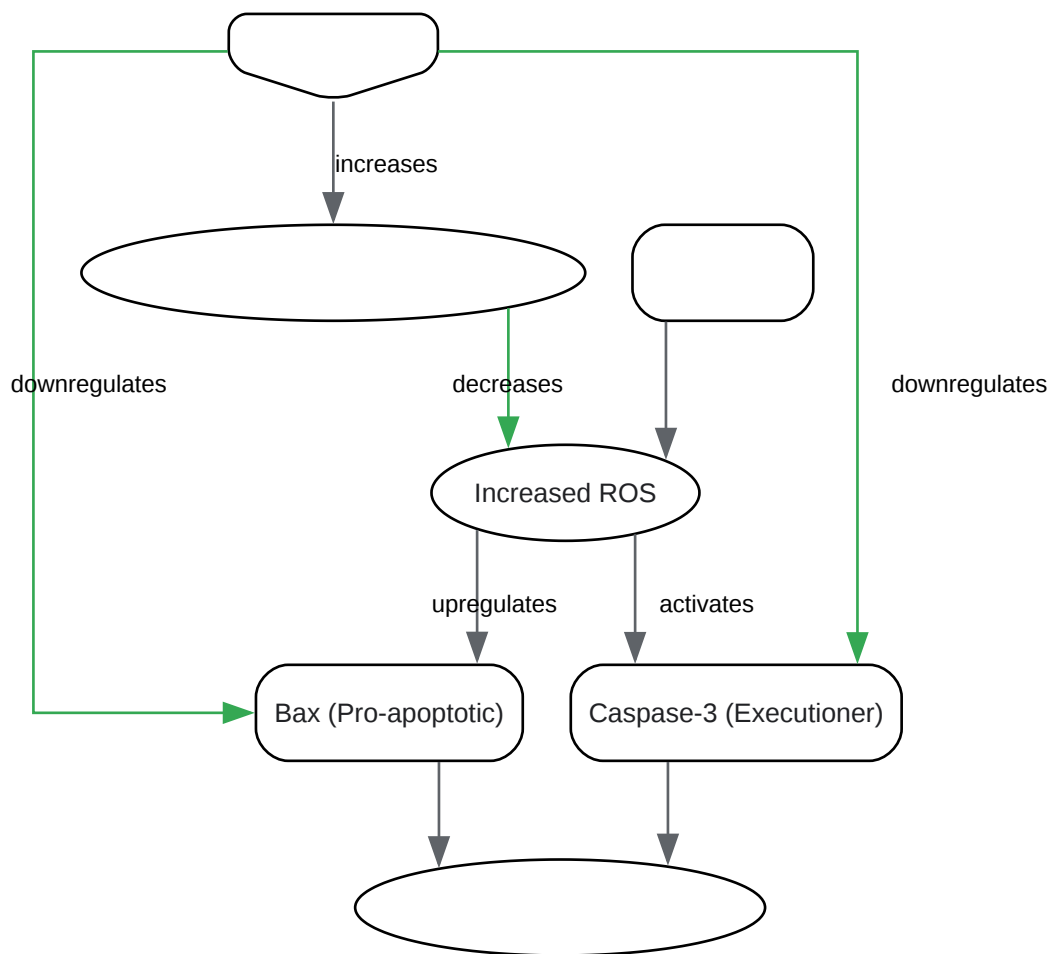 increases
downregulates
decreases
downregulates
Increased ROS
upregulates
activates
Bax (Pro-apoptotic)
Caspase-3 (Executioner)